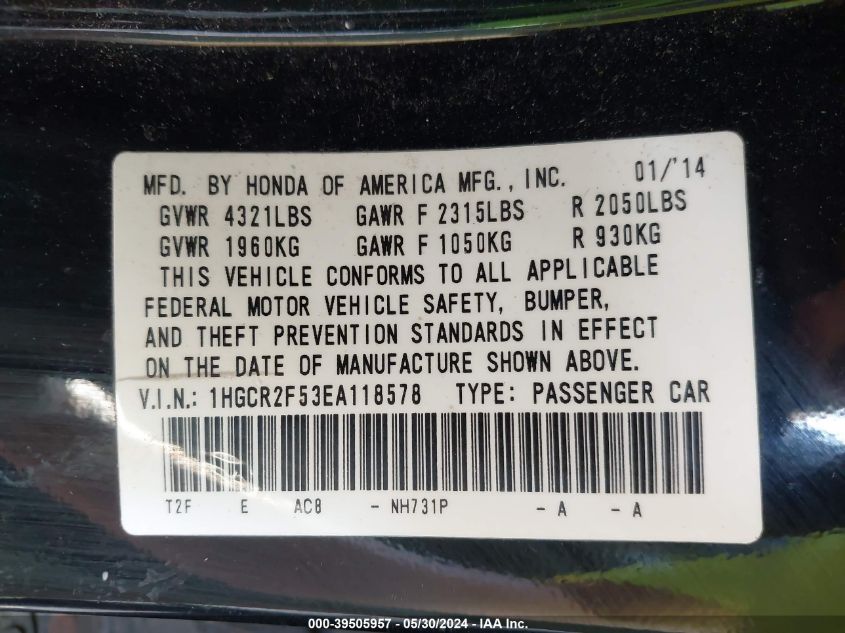 MFD. BY HONDA OF AMERICA MFG., INC. 01/'14
GVWR 4321LBS GAWR F 2315LBS R 2050LBS
GVWR 1960KG GAWR F 1050KG R 930KG
THIS VEHICLE CONFORMS TO ALL APPLICABLE
FEDERAL MOTOR VEHICLE SAFETY, BUMPER,
AND THEFT PREVENTION STANDARDS IN EFFECT
ON THE DATE OF MANUFACTURE SHOWN ABOVE.
V.I.N.: 1HGCR2F53EA118578 TYPE: PASSENGER CAR
T2F E AC8 - NH731P - A - A
000-39505957 - 05/30/2024 - IAA Inc.